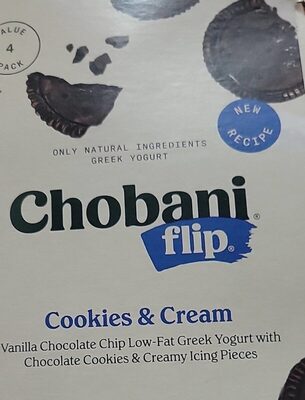 VALUE
4
PACK
NEW
RECIPE
ONLY NATURAL INGREDIENTS
GREEK YOGURT
Chobani®
flip®
Cookies & Cream
Vanilla Chocolate Chip Low-Fat Greek Yogurt with
Chocolate Cookies & Creamy Icing Pieces